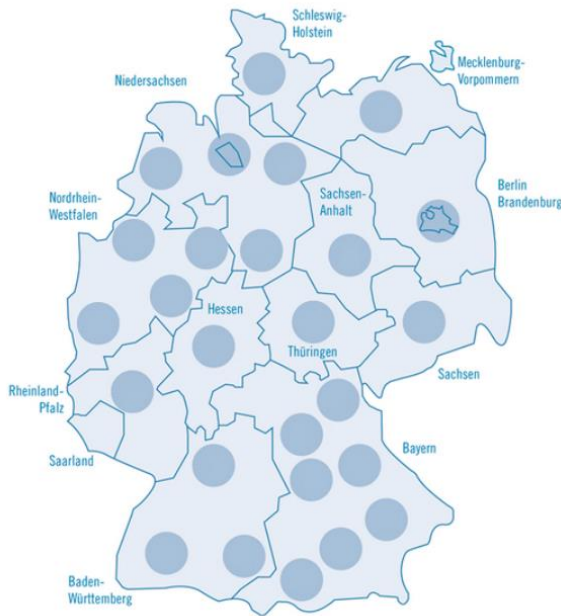 Schleswig-
Holstein
Mecklenburg-
Vorpommern
Niedersachsen
Nordrhein-
Westfalen
Sachsen-
Anhalt
Berlin
Brandenburg
Hessen
Thüringen
Sachsen
Rheinland-
Pfalz
Saarland
Bayern
Baden-
Württemberg